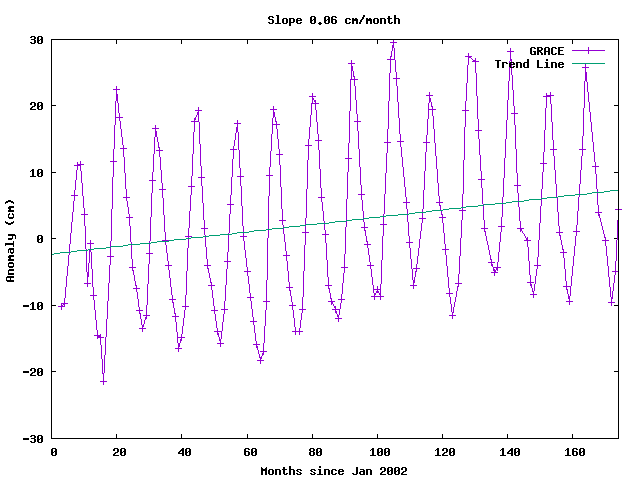 Slope 0.06 cm/month
GRACE
Trend Line
30
20
10
0
-10
-20
-30
Anomaly (cm)
0 20 40 60 80 100 120 140 160
Months since Jan 2002